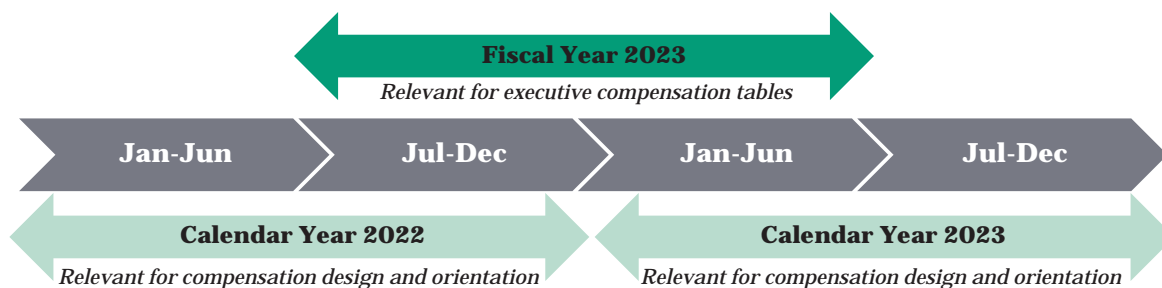 Fiscal Year 2023
Relevant for executive compensation tables
Jan-Jun
Jul-Dec
Jan-Jun
Jul-Dec
Calendar Year 2022
Calendar Year 2023
Relevant for compensation design and orientation
Relevant for compensation design and orientation